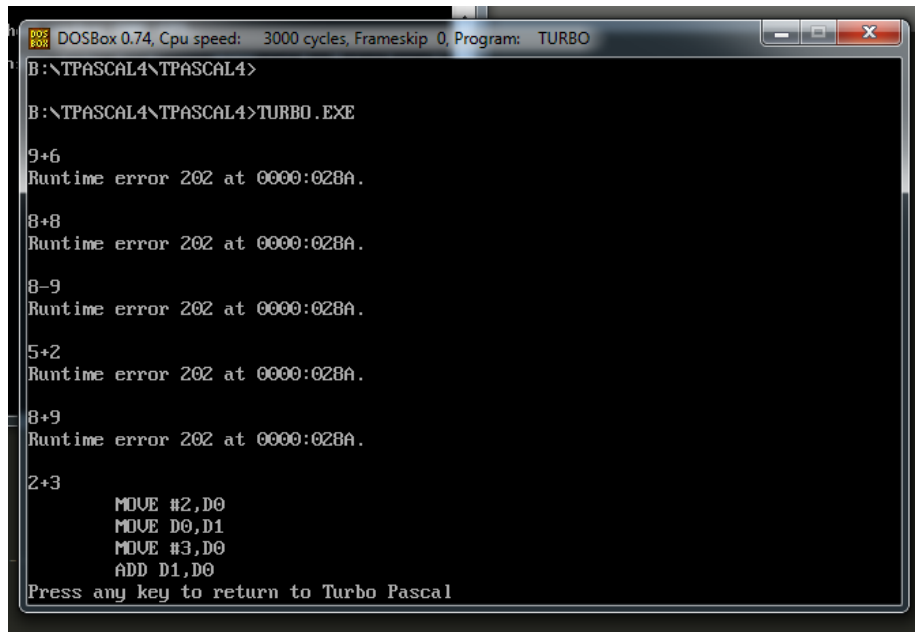 DOSBox 0.74, Cpu speed: 3000 cycles, Frameskip 0, Program: TURBO
B:\TPASCAL4\TPASCAL4>
B:\TPASCAL4\TPASCAL4>TURBO.EXE
9+6
Runtime error 202 at 0000:028A.
8+8
Runtime error 202 at 0000:028A.
8-9
Runtime error 202 at 0000:028A.
5+2
Runtime error 202 at 0000:028A.
8+9
Runtime error 202 at 0000:028A.
2+3
MOVE #2,D0
MOVE D0,D1
MOVE #3,D0
ADD D1,D0
Press any key to return to Turbo Pascal